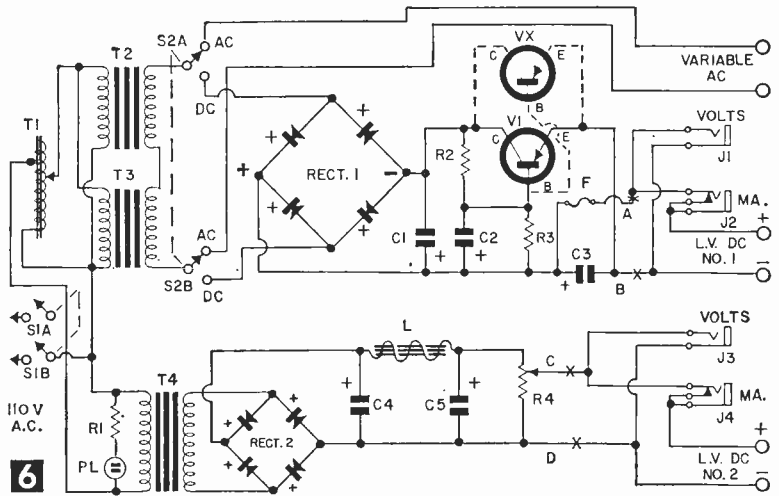 T1
T2
T3
S2A
AC
DC
AC
S2B
DC
+
+
+
-
RECT. 1
+
+
C1
+
R2
C2
+
VX
C
E
B
V1
C
E
B
R3
F
A
C3
+
B
VARIABLE
AC
VOLTS
J1
MA.
J2
+
L.V. DC
NO. 1
-
S1A
S1B
110 V
A.C.
R1
PL
T4
+
+
RECT. 2
+
+
L
+
C4
+
C5
R4
C
X
D
X
VOLTS
J3
MA.
J4
+
L.V. DC
NO. 2
-
6